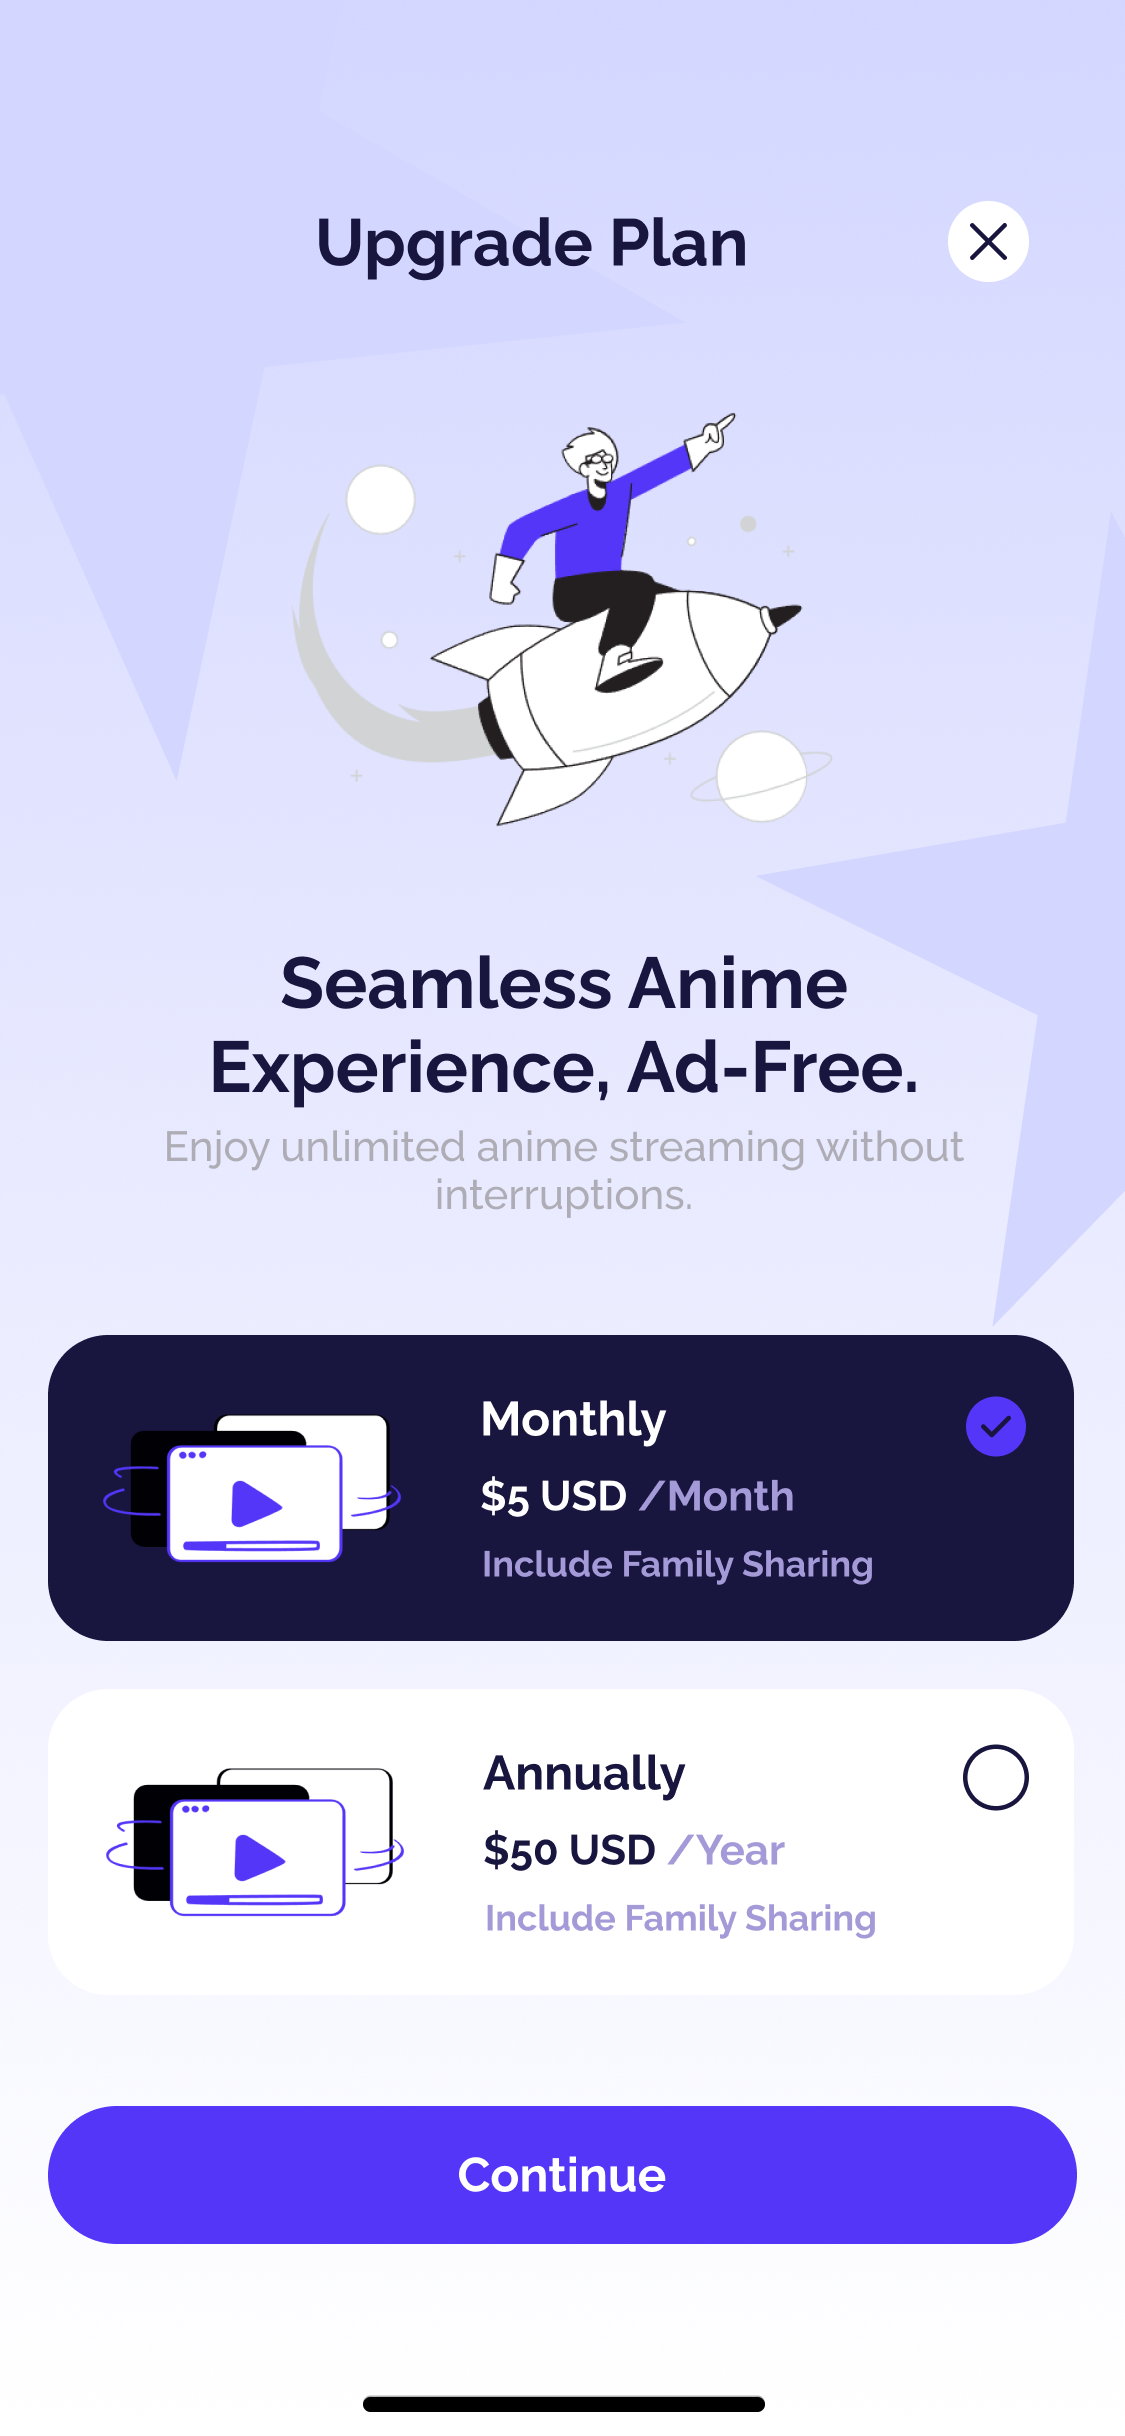 Upgrade Plan
Seamless Anime
Experience, Ad-Free.
Enjoy unlimited anime streaming without
interruptions.
Monthly
$5 USD /Month
Include Family Sharing
Annually
$50 USD /Year
Include Family Sharing
Continue